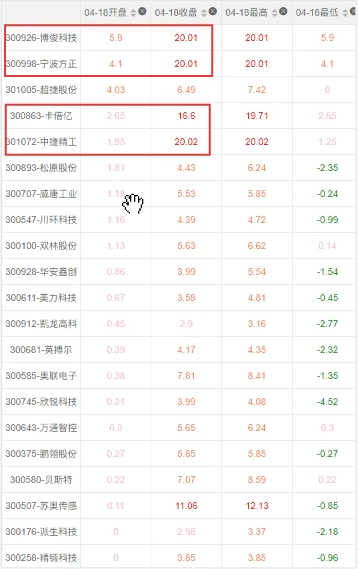 04-18开盘 04-18收盘 04-18最高 04-18最低
300926-博俊科技 5.9 20.01 20.01 5.9
300998-宁波方正 4.1 20.01 20.01 4.1
301005-超捷股份 4.03 6.49 7.42 0
300863-卡倍亿 2.65 16.6 19.71 2.65
301072-中捷精工 1.95 20.02 20.02 1.25
300893-松原股份 1.81 4.43 6.24 -2.35
300707-威唐工业 1.18 5.53 5.85 -0.24
300547-川环科技 1.16 4.39 4.72 -0.99
300100-双林股份 1.13 5.63 6.62 0.14
300928-华安鑫创 0.86 3.99 5.54 -1.54
300611-美力科技 0.67 3.58 4.81 -0.45
300912-凯龙高科 0.45 2.9 3.16 -2.77
300681-英搏尔 0.39 4.17 4.35 -2.32
300585-奥联电子 0.38 7.81 8.41 -1.35
300745-欣锐科技 0.31 3.99 4.08 -4.52
300643-万通智控 0.3 5.65 6.24 0.3
300375-鹏翎股份 0.27 5.85 5.85 -0.27
300580-贝斯特 0.22 7.07 8.59 0.22
300507-苏奥传感 0.11 11.06 12.13 -0.85
300176-派生科技 0 2.98 3.37 -2.18
300258-精锻科技 0 3.85 3.85 -0.96